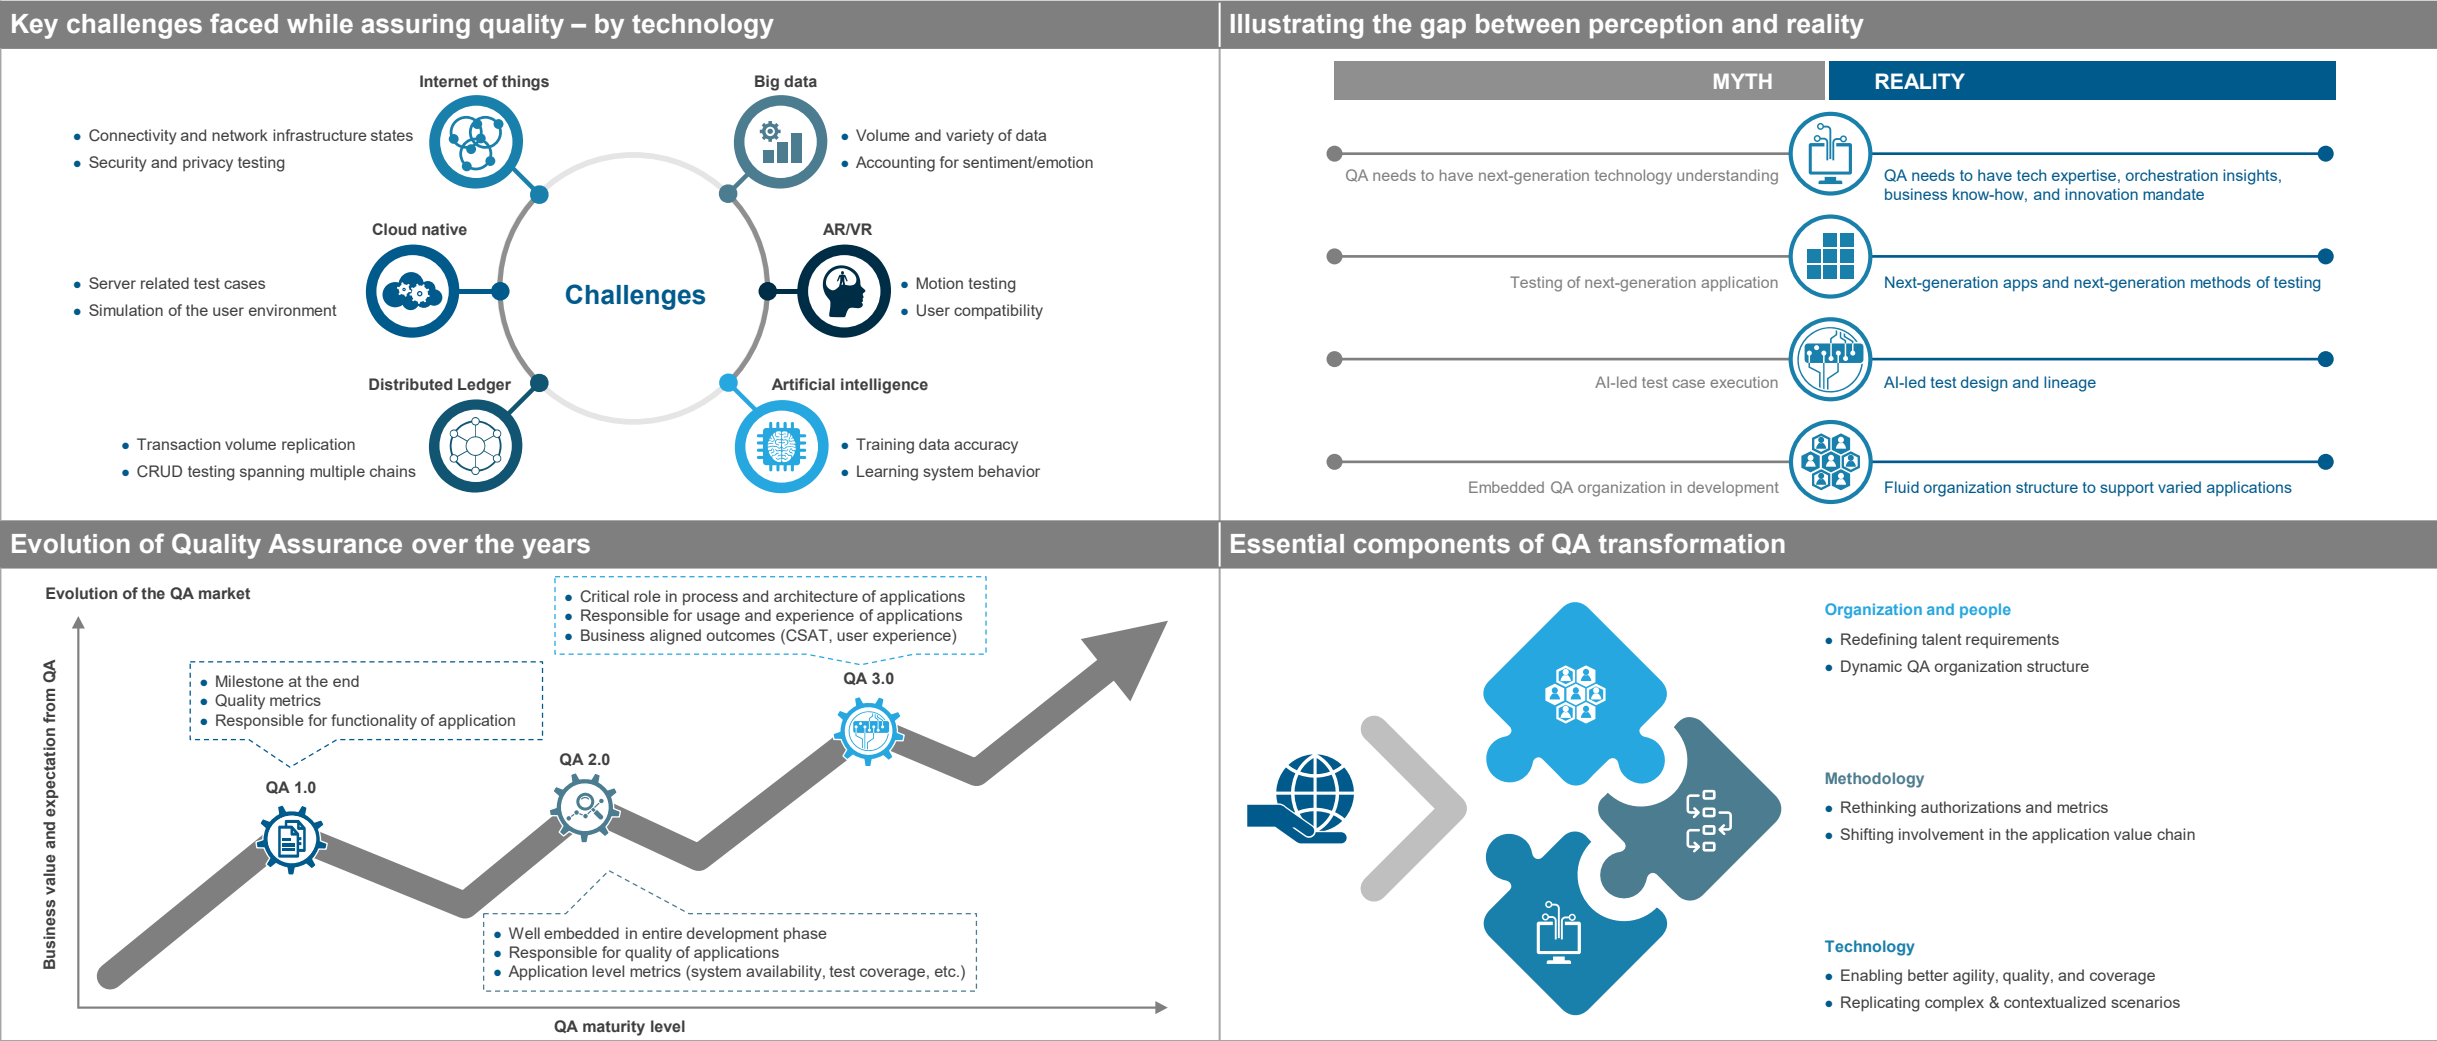 Key challenges faced while assuring quality – by technology
Internet of things
Connectivity and network infrastructure states
Security and privacy testing
Big data
Volume and variety of data
Accounting for sentiment/emotion
Cloud native
Server related test cases
Simulation of the user environment
Challenges
AR/VR
Motion testing
User compatibility
Distributed Ledger
Transaction volume replication
CRUD testing spanning multiple chains
Artificial intelligence
Training data accuracy
Learning system behavior
Illustrating the gap between perception and reality
MYTH
REALITY
QA needs to have next-generation technology understanding
QA needs to have tech expertise, orchestration insights,
business know-how, and innovation mandate
Testing of next-generation application
Next-generation apps and next-generation methods of testing
AI-led test case execution
AI-led test design and lineage
Embedded QA organization in development
Fluid organization structure to support varied applications
Evolution of Quality Assurance over the years
Evolution of the QA market
Business value and expectation from QA
Milestone at the end
Quality metrics
Responsible for functionality of application
QA 1.0
Critical role in process and architecture of applications
Responsible for usage and experience of applications
Business aligned outcomes (CSAT, user experience)
QA 3.0
QA 2.0
Well embedded in entire development phase
Responsible for quality of applications
Application level metrics (system availability, test coverage, etc.)
QA maturity level
Essential components of QA transformation
Organization and people
Redefining talent requirements
Dynamic QA organization structure
Methodology
Rethinking authorizations and metrics
Shifting involvement in the application value chain
Technology
Enabling better agility, quality, and coverage
Replicating complex & contextualized scenarios